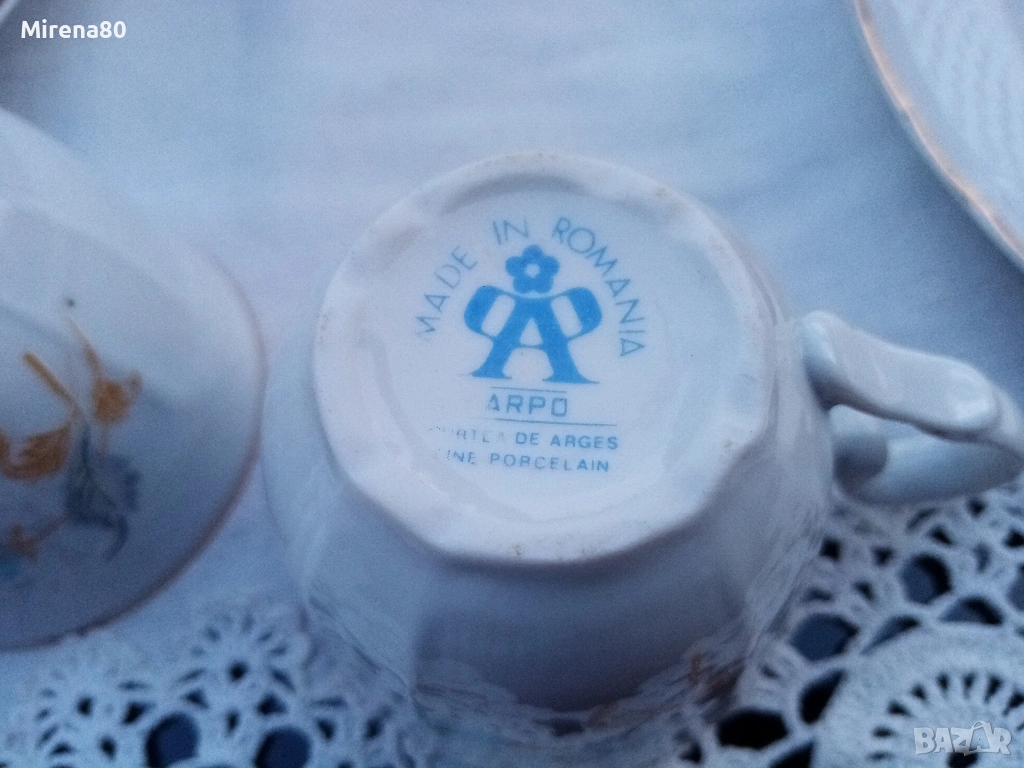 Mirena80
MADE IN ROMANIA
A
ARPO
DE ARGES
PORCELAIN
BAZAR